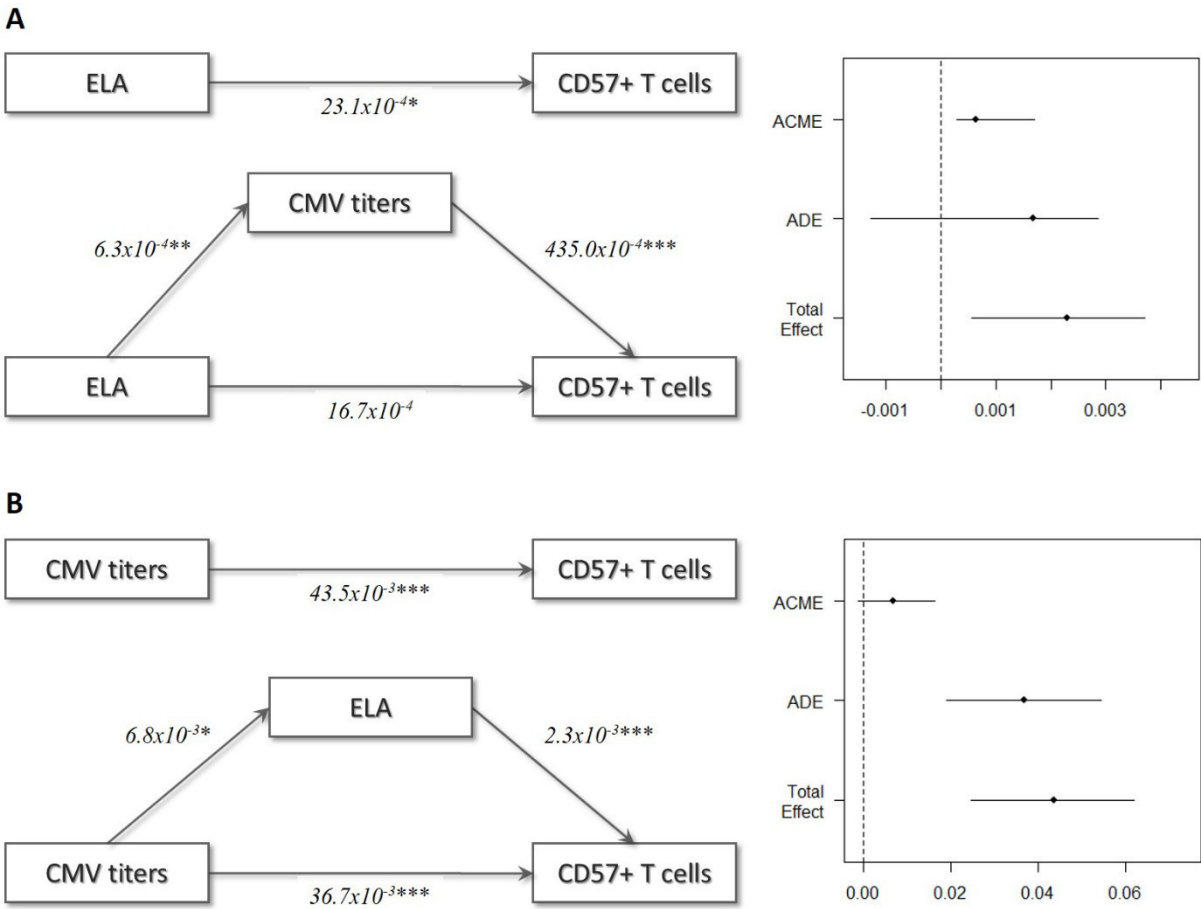 A
ELA
CD57+ T cells
23.1x10⁻⁴*
CMV titers
6.3x10⁻⁴**
435.0x10⁻⁴***
ELA
CD57+ T cells
16.7x10⁻⁴
ACME
ADE
Total
Effect
-0.001 0.001 0.003
B
CMV titers
CD57+ T cells
43.5x10⁻³***
ELA
6.8x10⁻³*
2.3x10⁻³***
CMV titers
CD57+ T cells
36.7x10⁻³***
ACME
ADE
Total
Effect
0.00 0.02 0.04 0.06